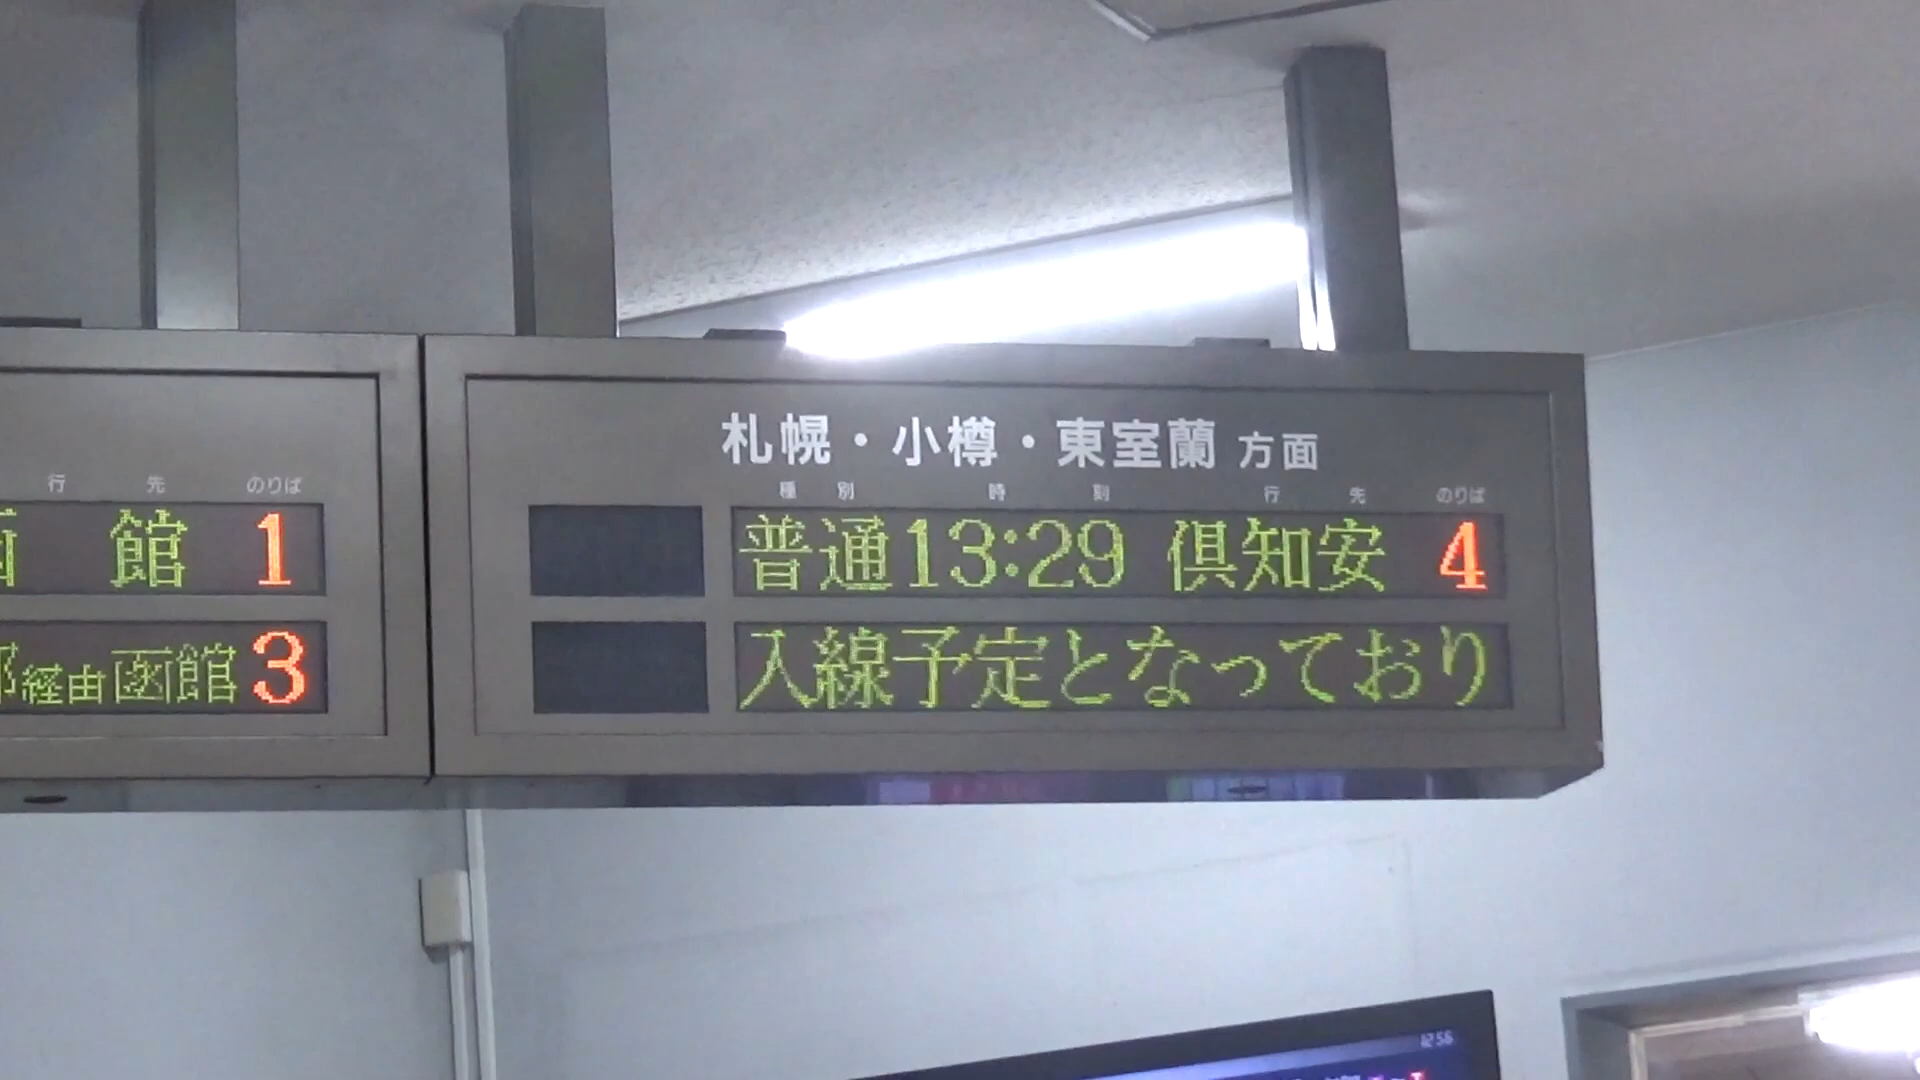 行 先 のりば
館 1
経由函館 3
札幌・小樽・東室蘭 方面
種別 時刻 行先 のりば
普通 13:29 倶知安 4
入線予定となっており
12:56